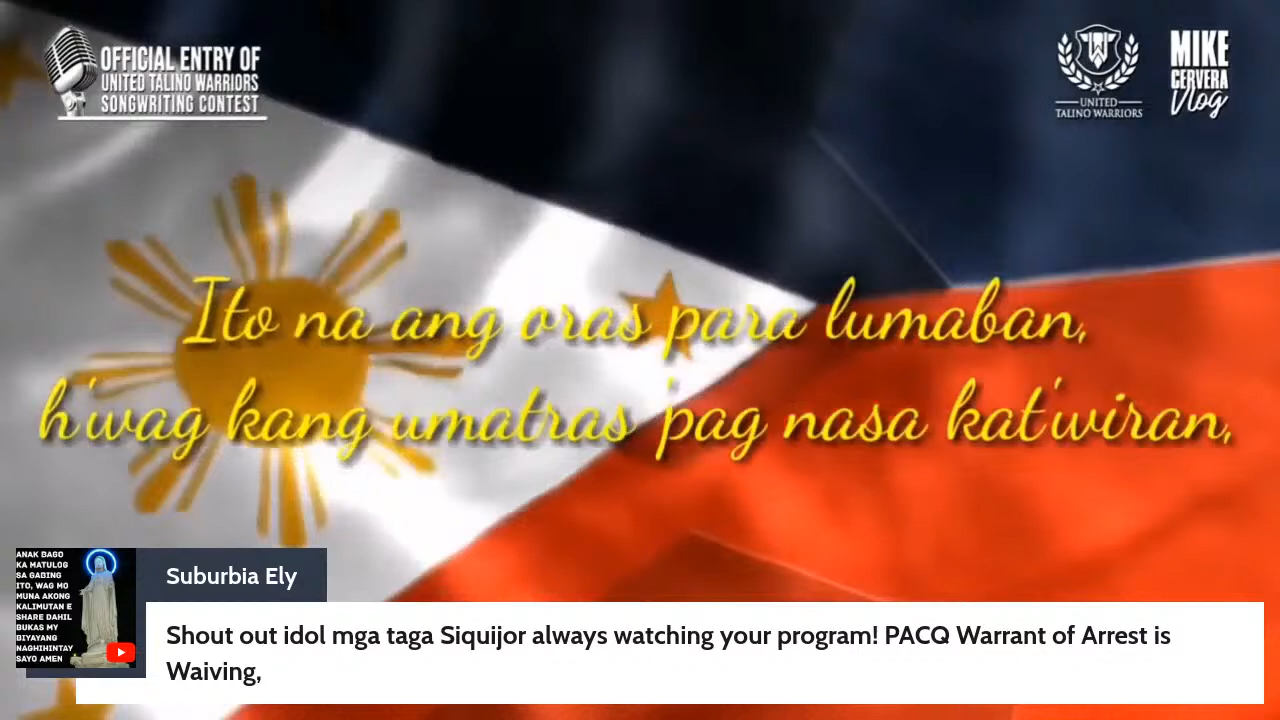 OFFICIAL ENTRY OF
UNITED TALINO WARRIORS
SONGWRITING CONTEST
UNITED
TALINO WARRIORS
MIKE
CERVERA
Vlog
Ito na ang oras para lumaban,
h'wag kang umatras 'pag nasa kat'wiran,
ANAK BAGO
KA MATULOG
SA GABING
ITO, WAG MO
MUNA AKONG
KALIMUTAN E
SHARE DAHIL
BUKAS MY
BIYAYANG
NAGHIHINTAY
SAYO AMEN
Suburbia Ely
Shout out idol mga taga Siquijor always watching your program! PACQ Warrant of Arrest is
Waiving,